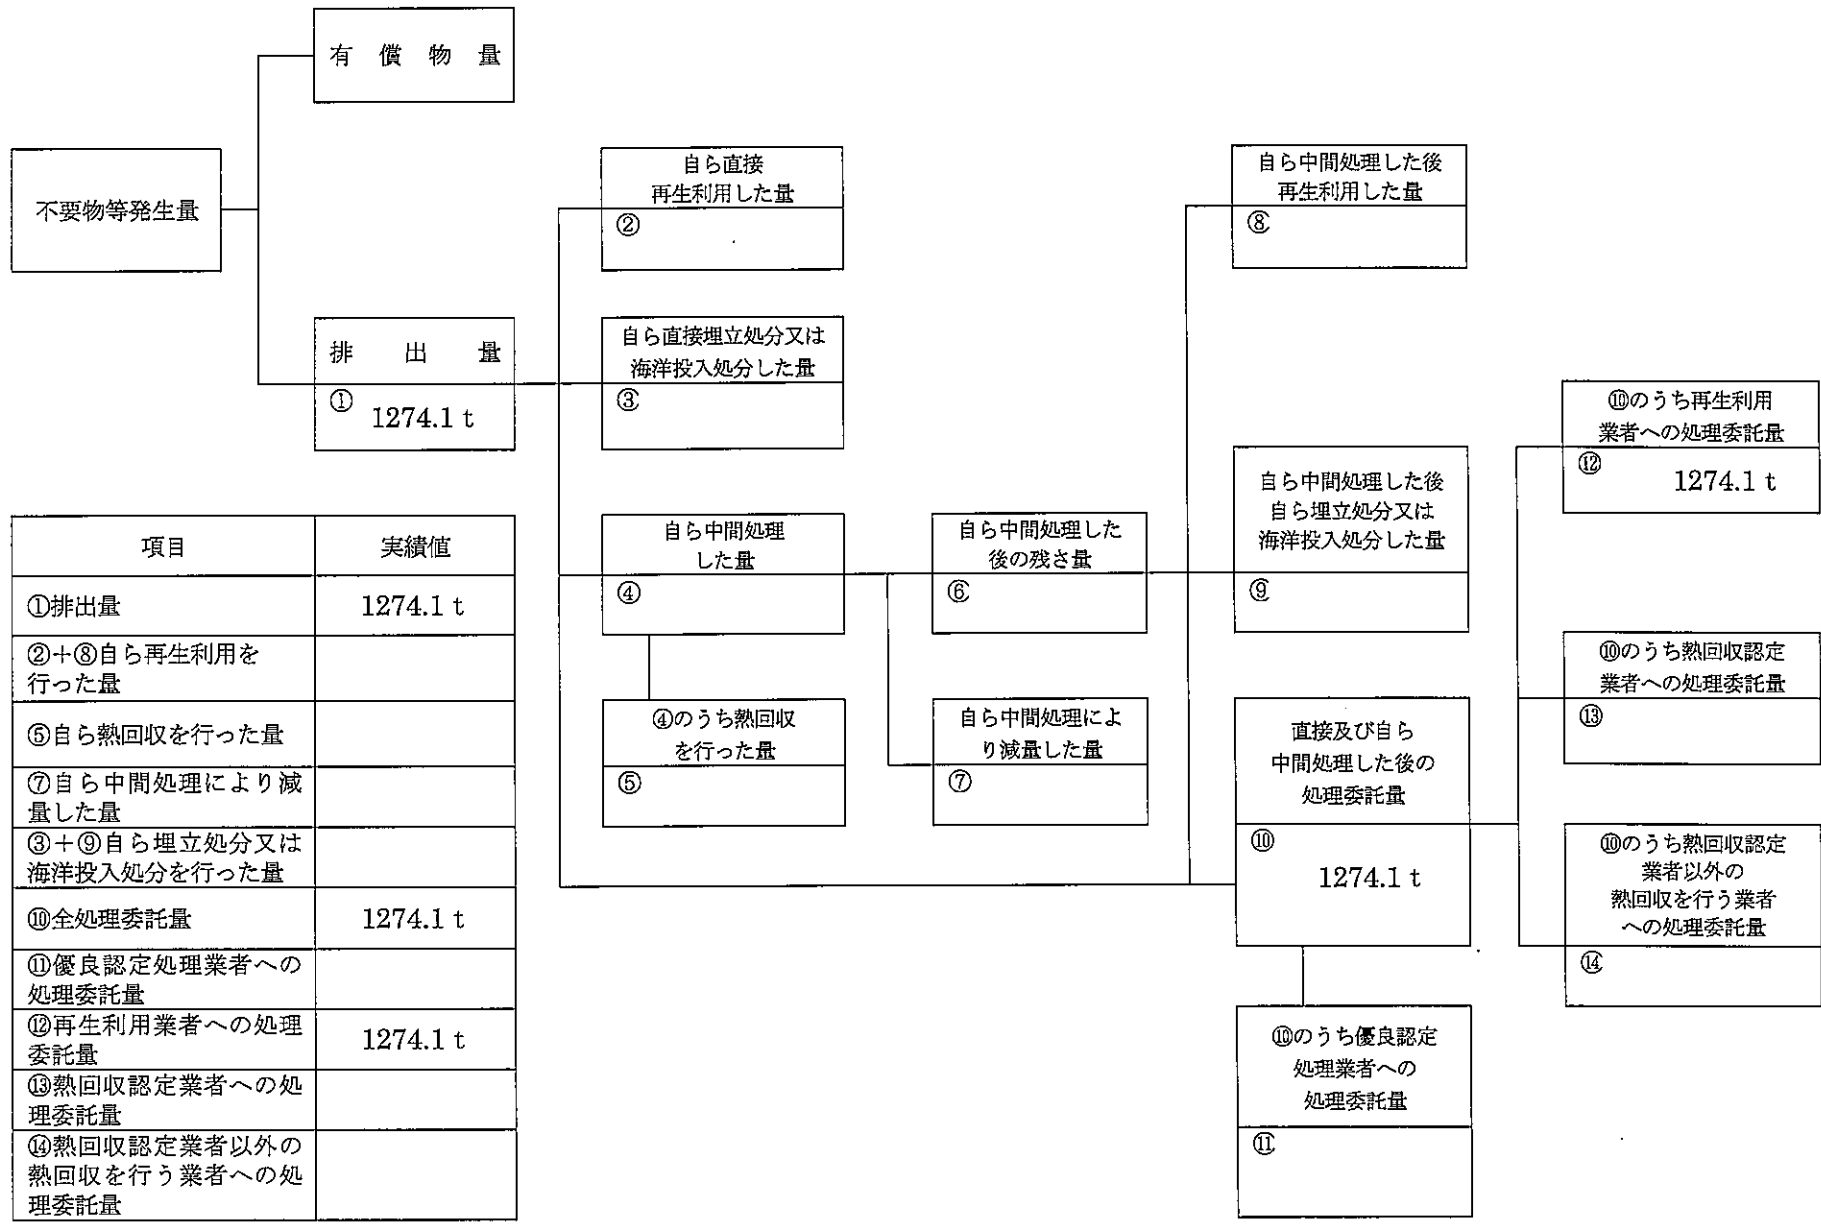 有償物量
不要物等発生量
排出量
①
1274.1 t
自ら直接
再生利用した量
②
自ら直接埋立処分又は
海洋投入処分した量
③
自ら中間処理
した量
④
④のうち熱回収
を行った量
⑤
自ら中間処理した
後の残さ量
⑥
自ら中間処理によ
り減量した量
⑦
自ら中間処理した後
再生利用した量
⑧
自ら中間処理した後
自ら埋立処分又は
海洋投入処分した量
⑨
直接及び自ら
中間処理した後の
処理委託量
⑩
1274.1 t
⑩のうち優良認定
処理業者への
処理委託量
⑪
⑩のうち再生利用
業者への処理委託量
⑫
1274.1 t
⑩のうち熱回収認定
業者への処理委託量
⑬
⑩のうち熱回収認定
業者以外の
熱回収を行う業者
への処理委託量
⑭
項目 実績値
①排出量 1274.1 t
②＋⑧自ら再生利用を
行った量
⑤自ら熱回収を行った量
⑦自ら中間処理により減
量した量
③＋⑨自ら埋立処分又は
海洋投入処分を行った量
⑩全処理委託量 1274.1 t
⑪優良認定処理業者への
処理委託量
⑫再生利用業者への処理
委託量 1274.1 t
⑬熱回収認定業者への処
理委託量
⑭熱回収認定業者以外の
熱回収を行う業者への処
理委託量